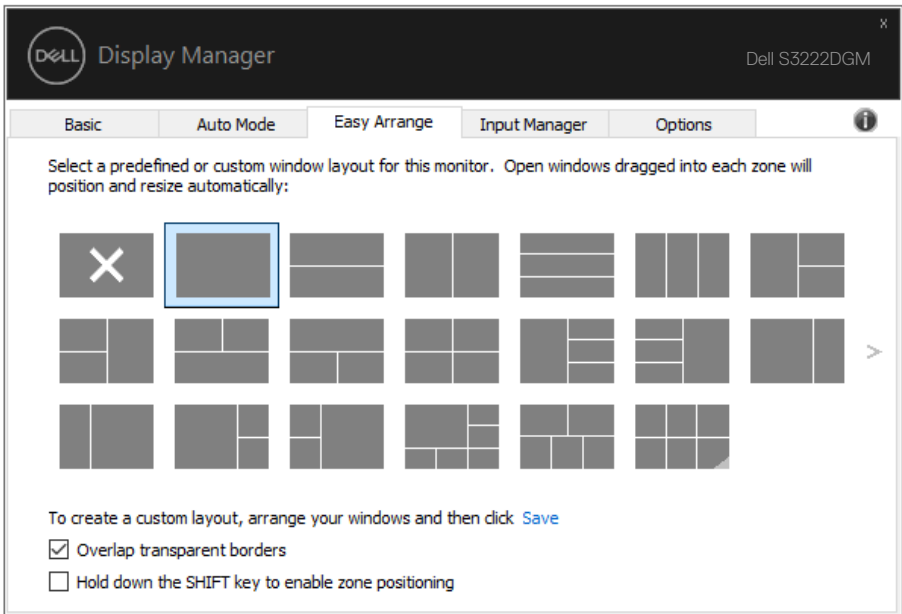 x
DELL Display Manager
Dell S3222DGM
Basic Auto Mode Easy Arrange Input Manager Options
Select a predefined or custom window layout for this monitor. Open windows dragged into each zone will
position and resize automatically:
>
To create a custom layout, arrange your windows and then click Save
Overlap transparent borders
Hold down the SHIFT key to enable zone positioning